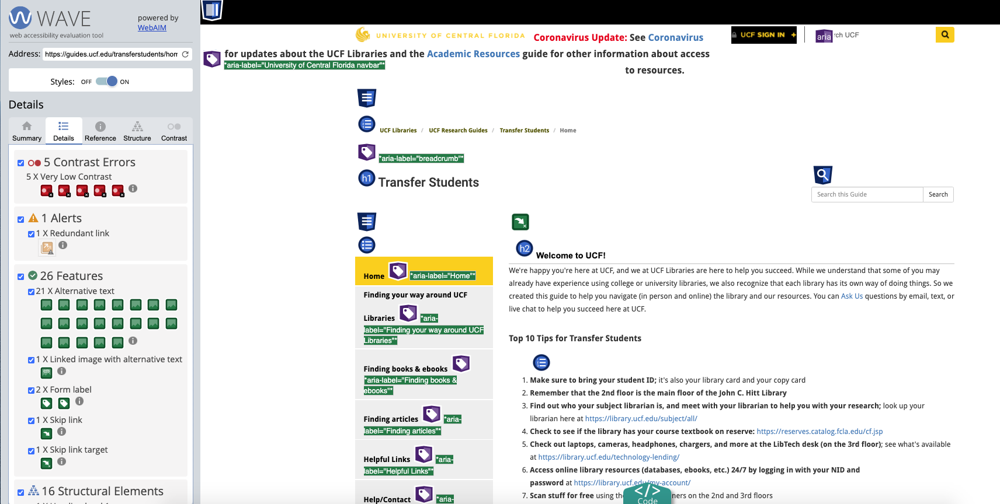 WAVE
web accessibility evaluation tool
powered by
WebAIM
Address: https://guides.ucf.edu/transferstudents/hom
Styles: OFF ON
Details
Summary Details Reference Structure Contrast
5 Contrast Errors
5 X Very Low Contrast
1 Alerts
1 X Redundant link
26 Features
21 X Alternative text
1 X Linked image with alternative text
2 X Form label
1 X Skip link
1 X Skip link target
16 Structural Elements
UNIVERSITY OF CENTRAL FLORIDA
Coronavirus Update: See Coronavirus
UCF SIGN IN +
aria rch UCF
for updates about the UCF Libraries and the Academic Resources guide for other information about access
*aria-label="University of Central Florida navbar"*
to resources.
UCF Libraries / UCF Research Guides / Transfer Students / Home
*aria-label="breadcrumb"*
h1 Transfer Students
Search this Guide Search
Home *aria-label="Home"*
Finding your way around UCF
Libraries *aria-
label="Finding your way around UCF
Libraries"*
Finding books & ebooks
*aria-label="Finding books &
ebooks"*
Finding articles *aria-
label="Finding articles"*
Helpful Links *aria-
label="Helpful Links"*
Help/Contact *aria-
h2 Welcome to UCF!
We're happy you're here at UCF, and we at UCF Libraries are here to help you succeed. While we understand that some of you may
already have experience using college or university libraries, we also recognize that each library has its own way of doing things. So we
created this guide to help you navigate (in person and online) the library and our resources. You can Ask Us questions by email, text, or
live chat to help you succeed here at UCF.
Top 10 Tips for Transfer Students
1. Make sure to bring your student ID; it's also your library card and your copy card
2. Remember that the 2nd floor is the main floor of the John C. Hitt Library
3. Find out who your subject librarian is, and meet with your librarian to help you with your research; look up your
librarian here at https://library.ucf.edu/subject/all/
4. Check to see if the library has your course textbook on reserve: https://reserves.catalog.fcla.edu/cf.jsp
5. Check out laptops, cameras, headphones, chargers, and more at the LibTech desk (on the 3rd floor); see what's available
at https://library.ucf.edu/technology-lending/
6. Access online library resources (databases, ebooks, etc.) 24/7 by logging in with your NID and
password at https://library.ucf.edu/my-account/
7. Scan stuff for free using the ners on the 2nd and 3rd floors
</> Code